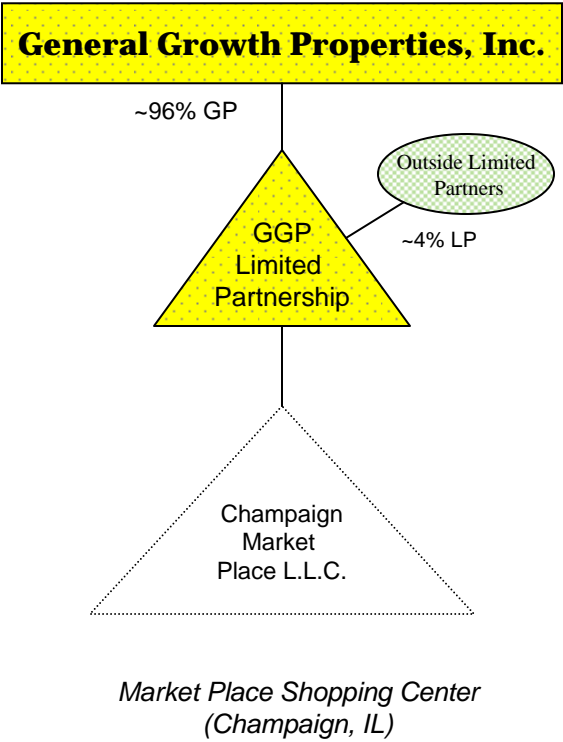 General Growth Properties, Inc.
~96% GP
Outside Limited
Partners
~4% LP
GGP
Limited
Partnership
Champaign
Market
Place L.L.C.
Market Place Shopping Center
(Champaign, IL)